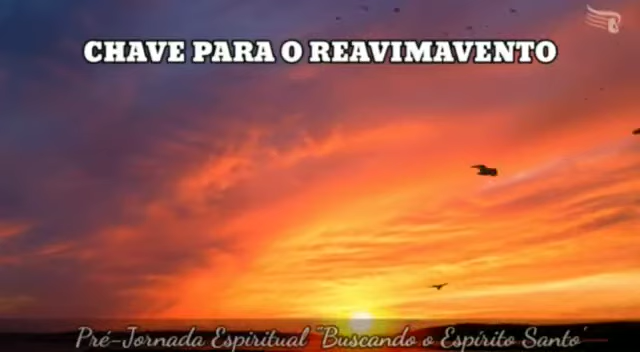 CHAVE PARA O REAVIMAVENTO
Pré-Jornada Espiritual "Buscando o Espírito Santo"